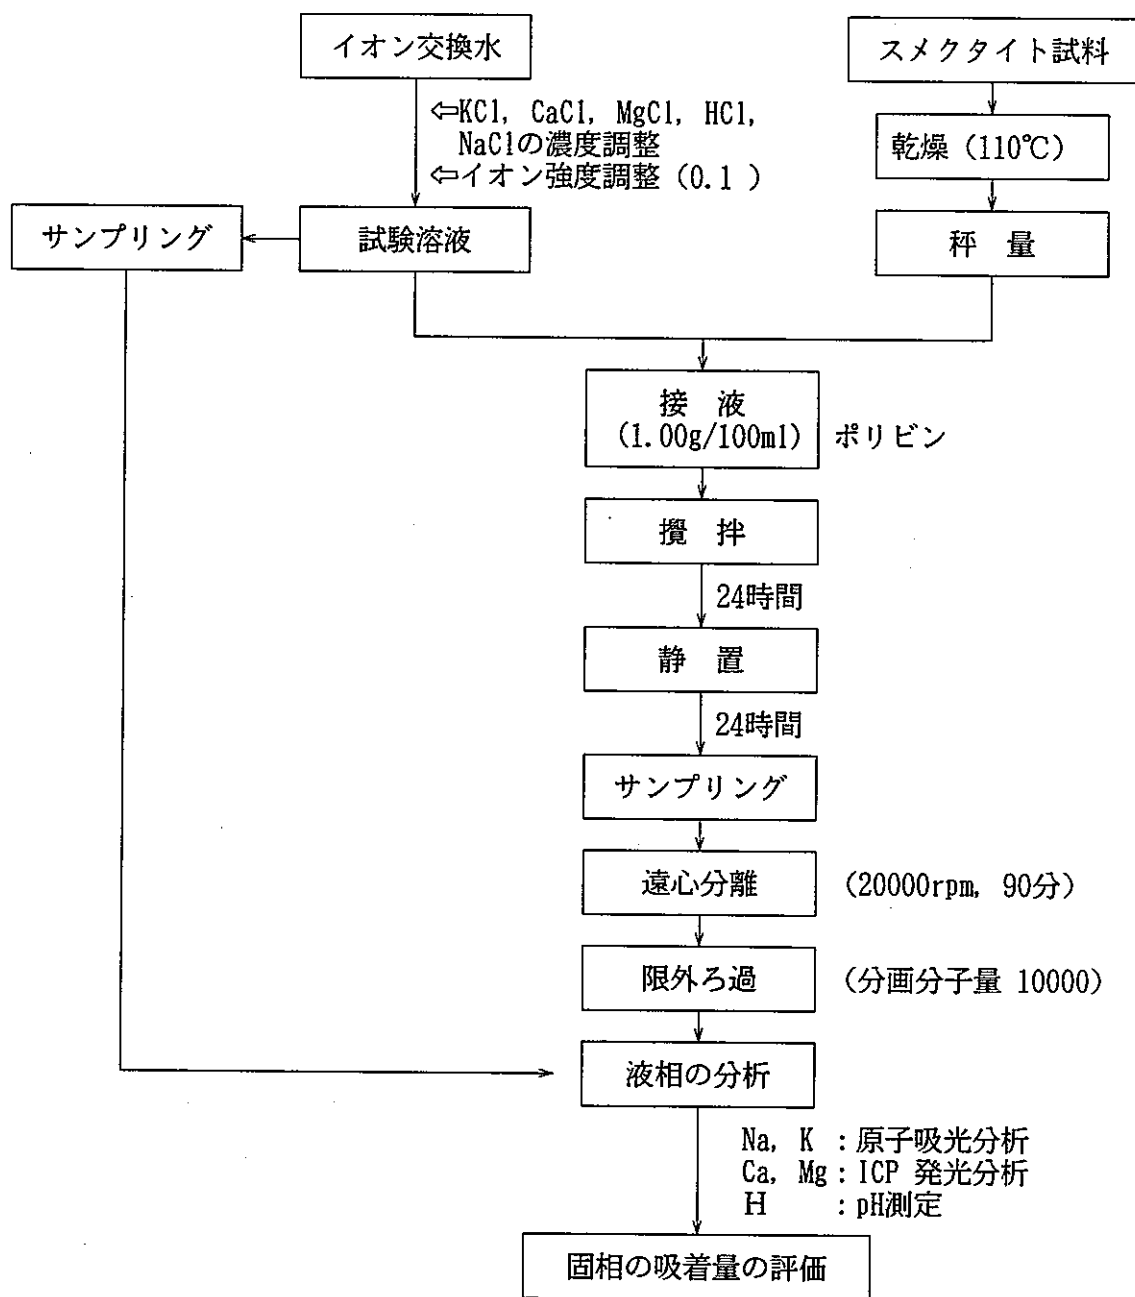 イオン交換水
スメクタイト試料
⇦KCl, CaCl, MgCl, HCl,
NaClの濃度調整
⇦イオン強度調整 (0.1 )
乾燥 (110℃)
サンプリング
試験溶液
秤 量
接 液
(1.00g/100ml)
ポリビン
攪 拌
24時間
静 置
24時間
サンプリング
遠心分離
(20000rpm, 90分)
限外ろ過
(分画分子量 10000)
液相の分析
Na, K : 原子吸光分析
Ca, Mg : ICP 発光分析
H : pH測定
固相の吸着量の評価